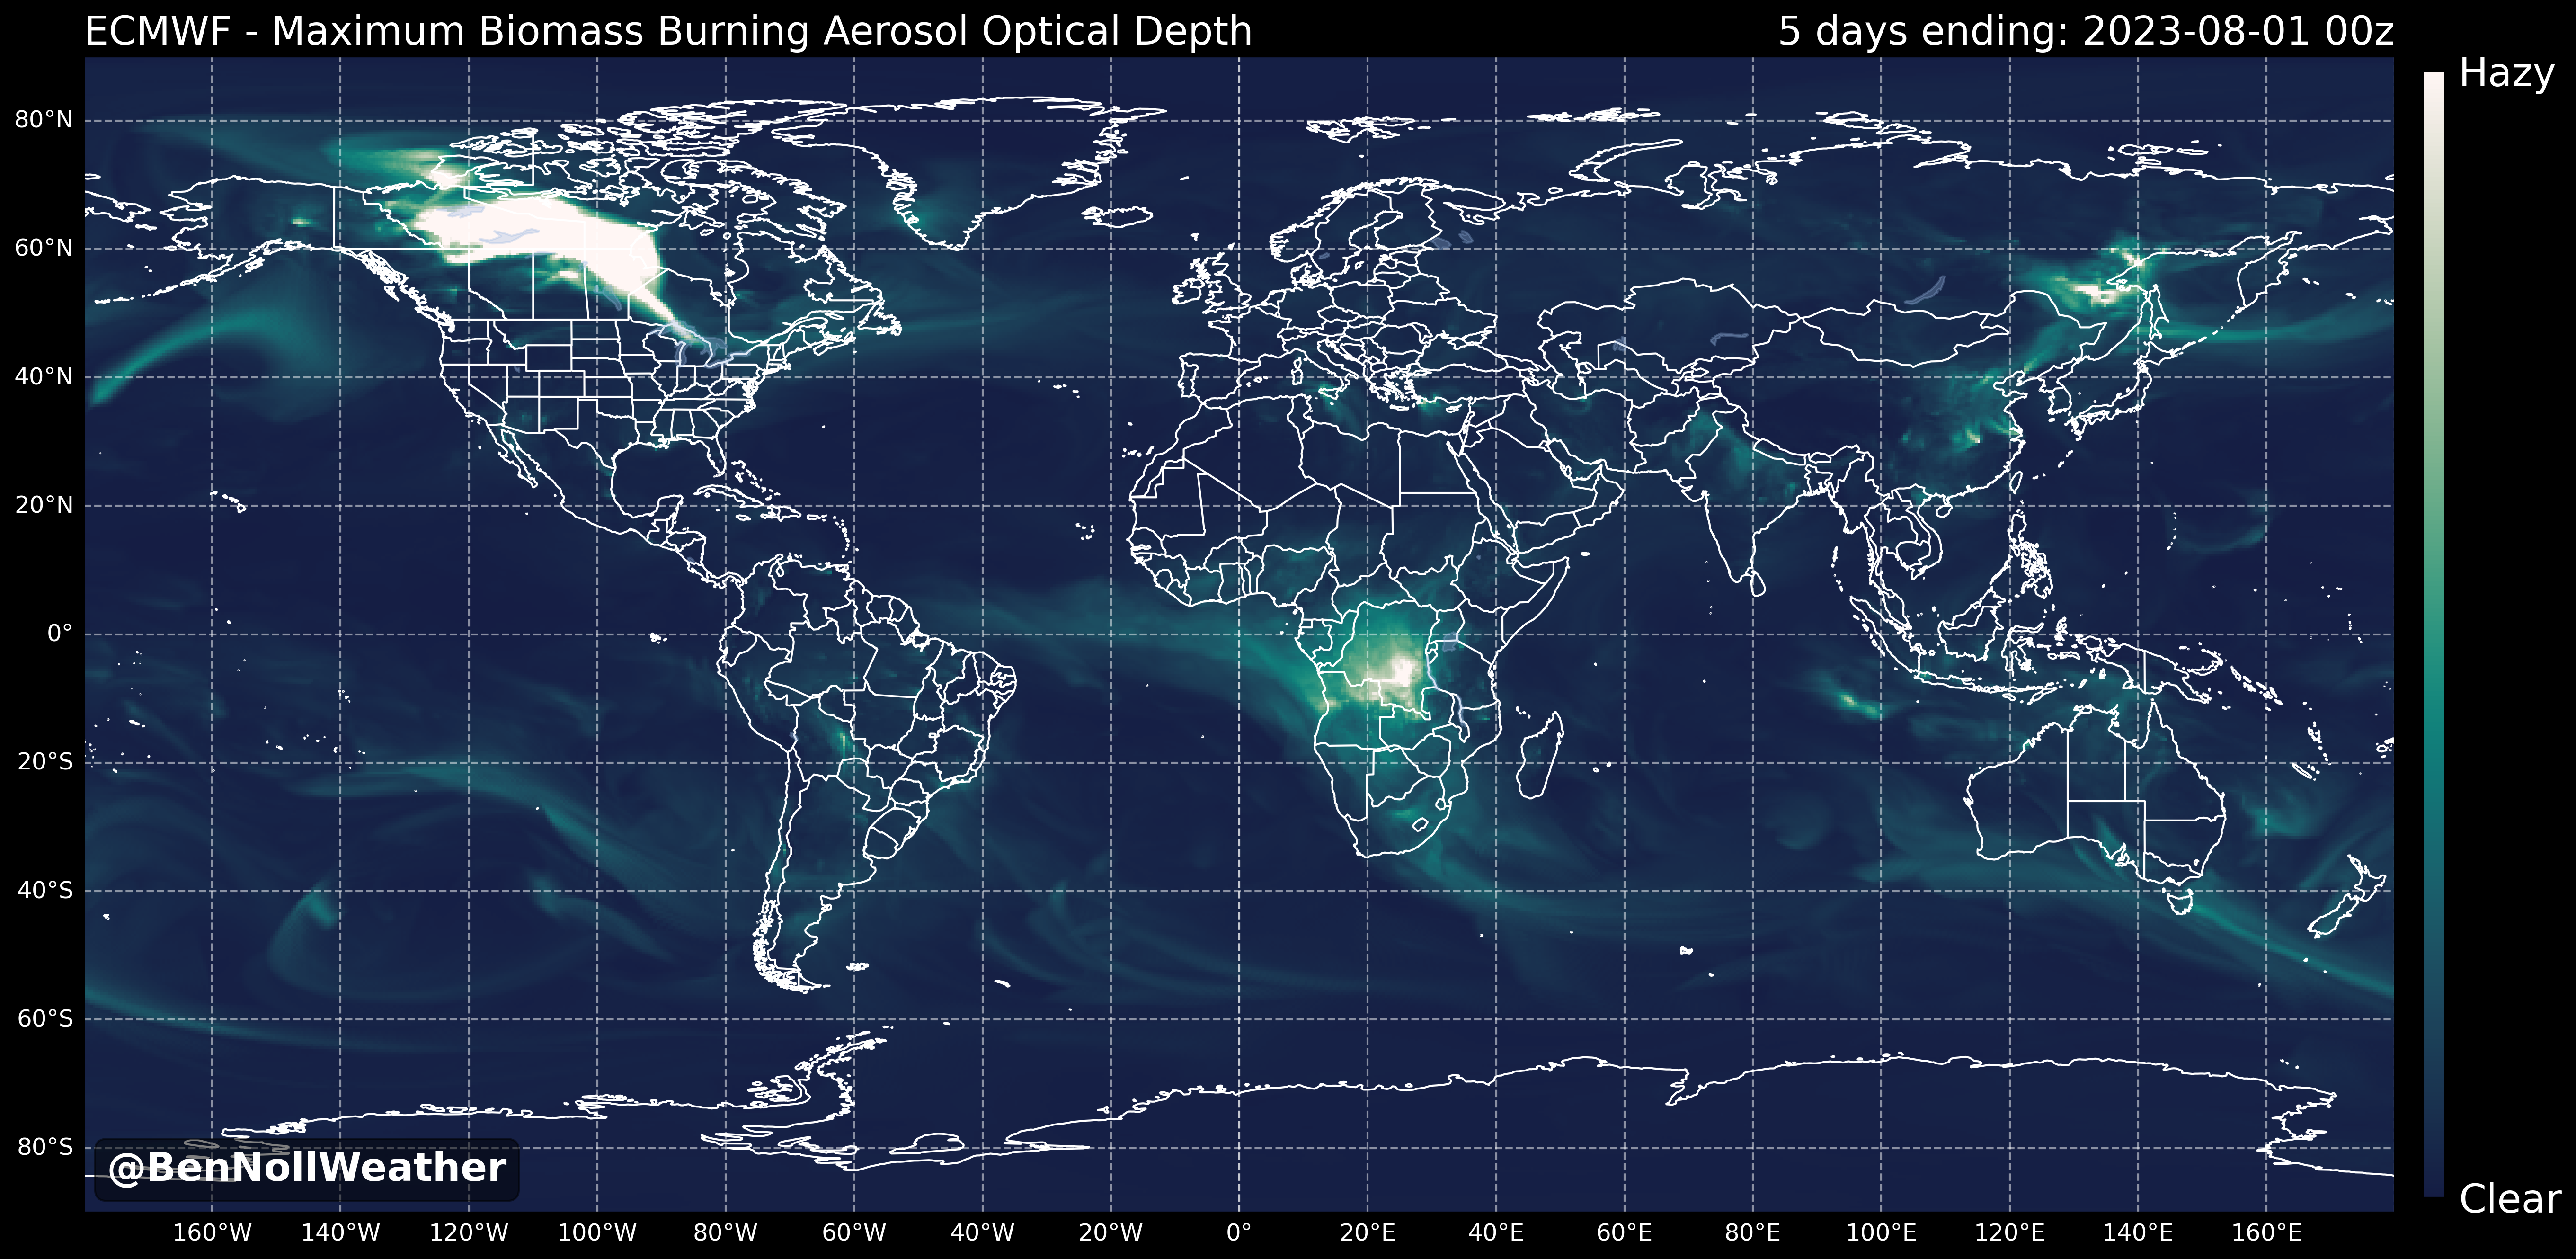 ECMWF - Maximum Biomass Burning Aerosol Optical Depth
5 days ending: 2023-08-01 00z
Hazy
80°N
60°N
40°N
20°N
0°
20°S
40°S
60°S
80°S
Clear
@BenNollWeather
160°W 140°W 120°W 100°W 80°W 60°W 40°W 20°W 0° 20°E 40°E 60°E 80°E 100°E 120°E 140°E 160°E